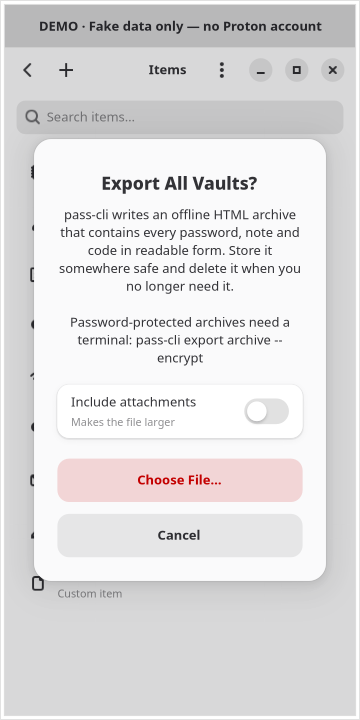 DEMO · Fake data only — no Proton account
Items
Search items...
Export All Vaults?
pass-cli writes an offline HTML archive
that contains every password, note and
code in readable form. Store it
somewhere safe and delete it when you
no longer need it.
Password-protected archives need a
terminal: pass-cli export archive --
encrypt
Include attachments
Makes the file larger
Choose File...
Cancel
Custom item